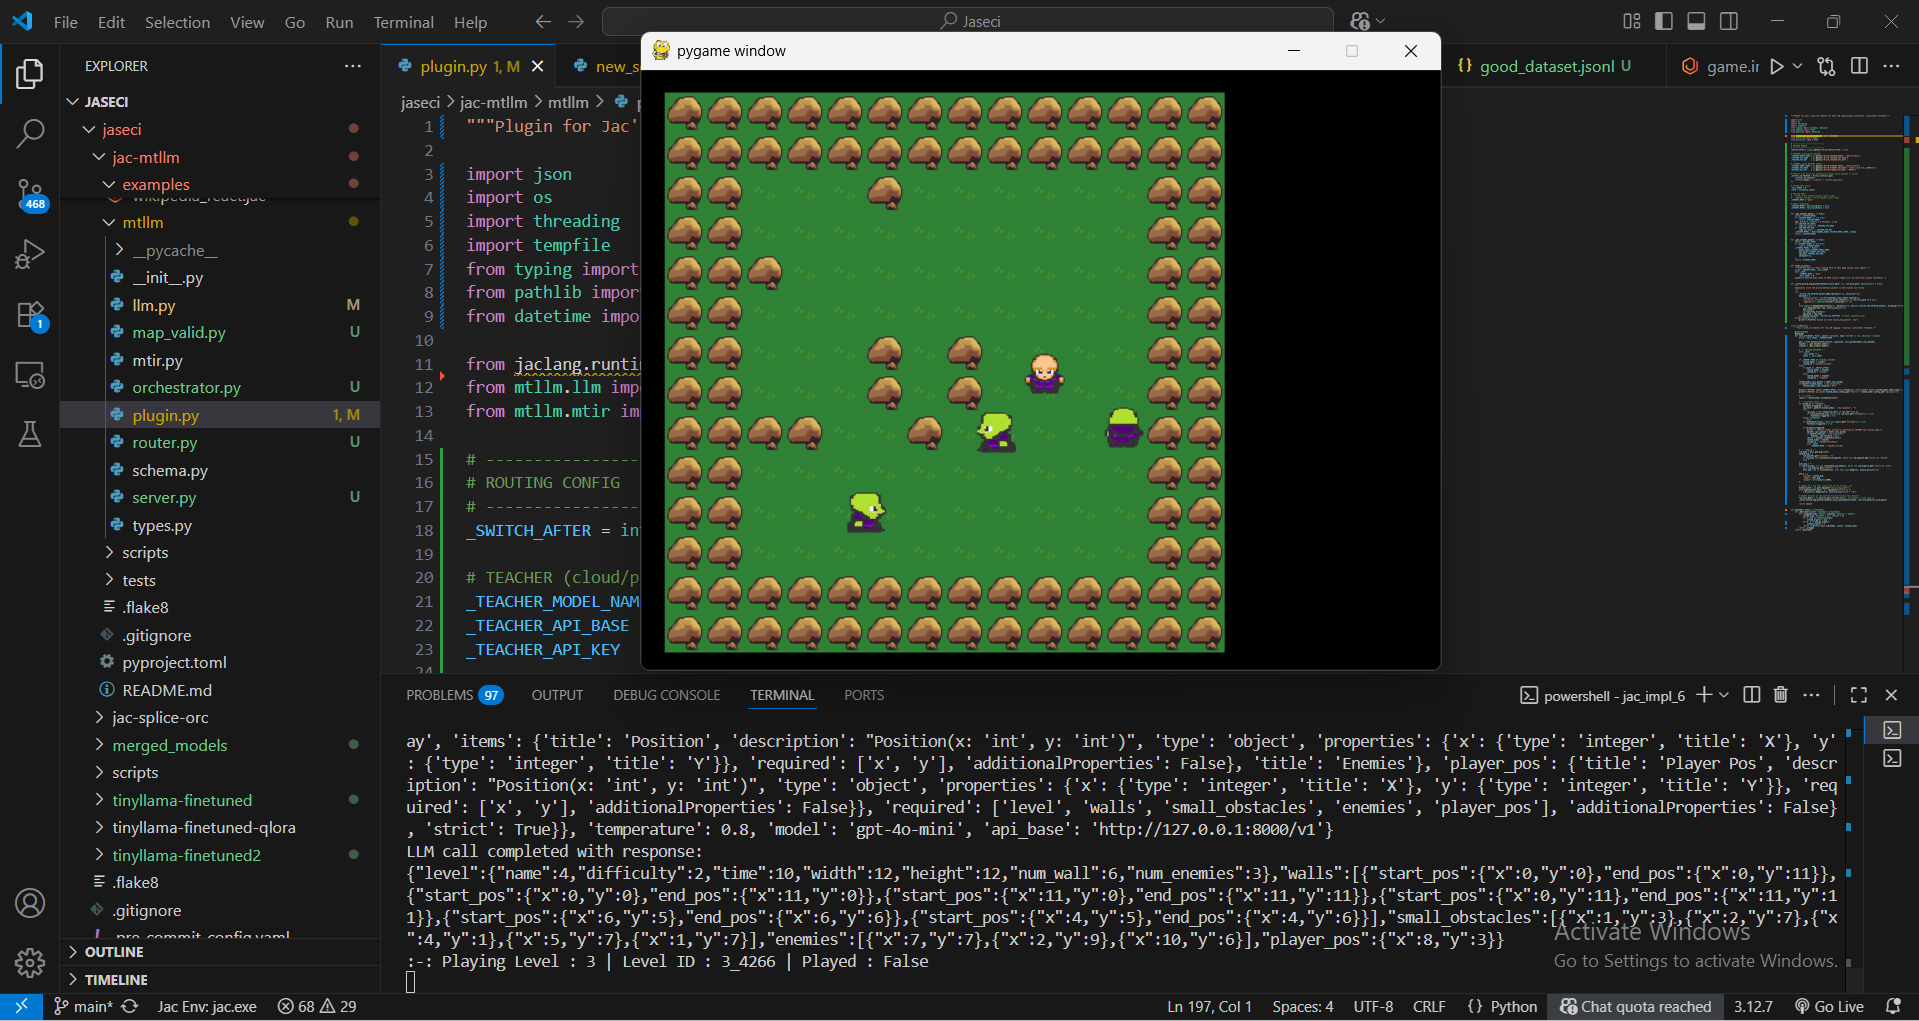 File Edit Selection View Go Run Terminal Help
Jaseci
EXPLORER
JASECI
jaseci
jac-mtllm
examples
wikipedia_react.jac
mtllm
__pycache__
__init__.py
llm.py M
map_valid.py U
mtir.py
orchestrator.py U
plugin.py 1, M
router.py U
schema.py
server.py U
types.py
scripts
tests
.flake8
.gitignore
pyproject.toml
README.md
jac-splice-orc
merged_models
scripts
tinyllama-finetuned
tinyllama-finetuned-qlora
tinyllama-finetuned2
.flake8
.gitignore
.pre-commit-config.yaml
OUTLINE
TIMELINE
468
1
plugin.py 1, M
new_s
good_dataset.jsonl U
game.ir
jaseci > jac-mtllm > mtllm >
1 """Plugin for Jac'
2
3 import json
4 import os
5 import threading
6 import tempfile
7 from typing import
8 from pathlib impor
9 from datetime impo
10
11 from jaclang.runti
12 from mtllm.llm imp
13 from mtllm.mtir im
14
15 # ----------------
16 # ROUTING CONFIG
17 # ----------------
18 _SWITCH_AFTER = in
19
20 # TEACHER (cloud/p
21 _TEACHER_MODEL_NAM
22 _TEACHER_API_BASE
23 _TEACHER_API_KEY
24
pygame window
PROBLEMS 97 OUTPUT DEBUG CONSOLE TERMINAL PORTS
powershell - jac_impl_6
ay', 'items': {'title': 'Position', 'description': "Position(x: 'int', y: 'int')", 'type': 'object', 'properties': {'x': {'type': 'integer', 'title': 'X'}, 'y'
: {'type': 'integer', 'title': 'Y'}}, 'required': ['x', 'y'], 'additionalProperties': False}, 'title': 'Enemies'}, 'player_pos': {'title': 'Player Pos', 'descr
iption': "Position(x: 'int', y: 'int')", 'type': 'object', 'properties': {'x': {'type': 'integer', 'title': 'X'}, 'y': {'type': 'integer', 'title': 'Y'}}, 'req
uired': ['x', 'y'], 'additionalProperties': False}}, 'required': ['level', 'walls', 'small_obstacles', 'enemies', 'player_pos'], 'additionalProperties': False}
, 'strict': True}}, 'temperature': 0.8, 'model': 'gpt-4o-mini', 'api_base': 'http://127.0.0.1:8000/v1'}
LLM call completed with response:
{"level":{"name":4,"difficulty":2,"time":10,"width":12,"height":12,"num_wall":6,"num_enemies":3},"walls":[{"start_pos":{"x":0,"y":0},"end_pos":{"x":0,"y":11}},
{"start_pos":{"x":0,"y":0},"end_pos":{"x":11,"y":0}},{"start_pos":{"x":11,"y":0},"end_pos":{"x":11,"y":11}},{"start_pos":{"x":0,"y":11},"end_pos":{"x":11,"y":1
1}},{"start_pos":{"x":6,"y":5},"end_pos":{"x":6,"y":6}},{"start_pos":{"x":4,"y":5},"end_pos":{"x":4,"y":6}}],"small_obstacles":[{"x":1,"y":3},{"x":2,"y":7},{"x
":4,"y":1},{"x":5,"y":7},{"x":1,"y":7}],"enemies":[{"x":7,"y":7},{"x":2,"y":9},{"x":10,"y":6}],"player_pos":{"x":8,"y":3}}
:-: Playing Level : 3 | Level ID : 3_4266 | Played : False
Activate Windows
Go to Settings to activate Windows.
main* Jac Env: jac.exe 68 29 Ln 197, Col 1 Spaces: 4 UTF-8 CRLF {} Python Chat quota reached 3.12.7 Go Live